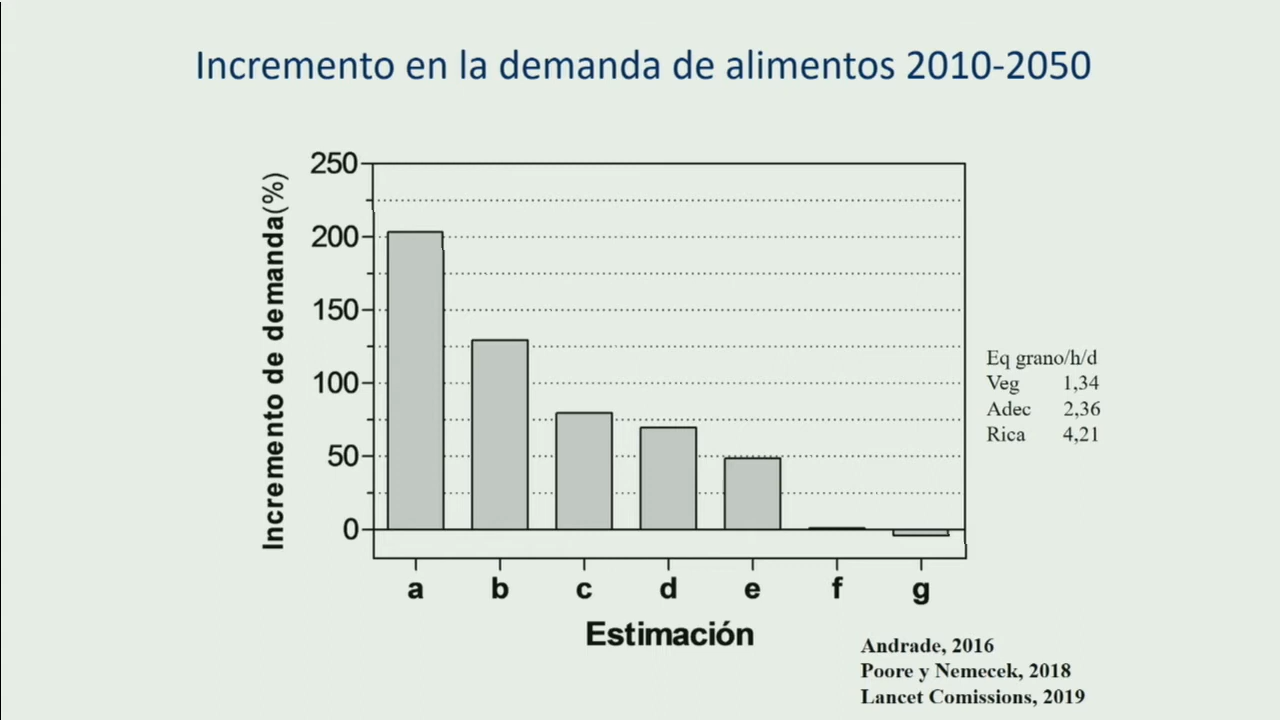 Incremento en la demanda de alimentos 2010-2050
Incremento de demanda(%)
250
200
150
100
50
0
a b c d e f g
Estimación
Eq grano/h/d
Veg 1,34
Adec 2,36
Rica 4,21
Andrade, 2016
Poore y Nemecek, 2018
Lancet Comissions, 2019